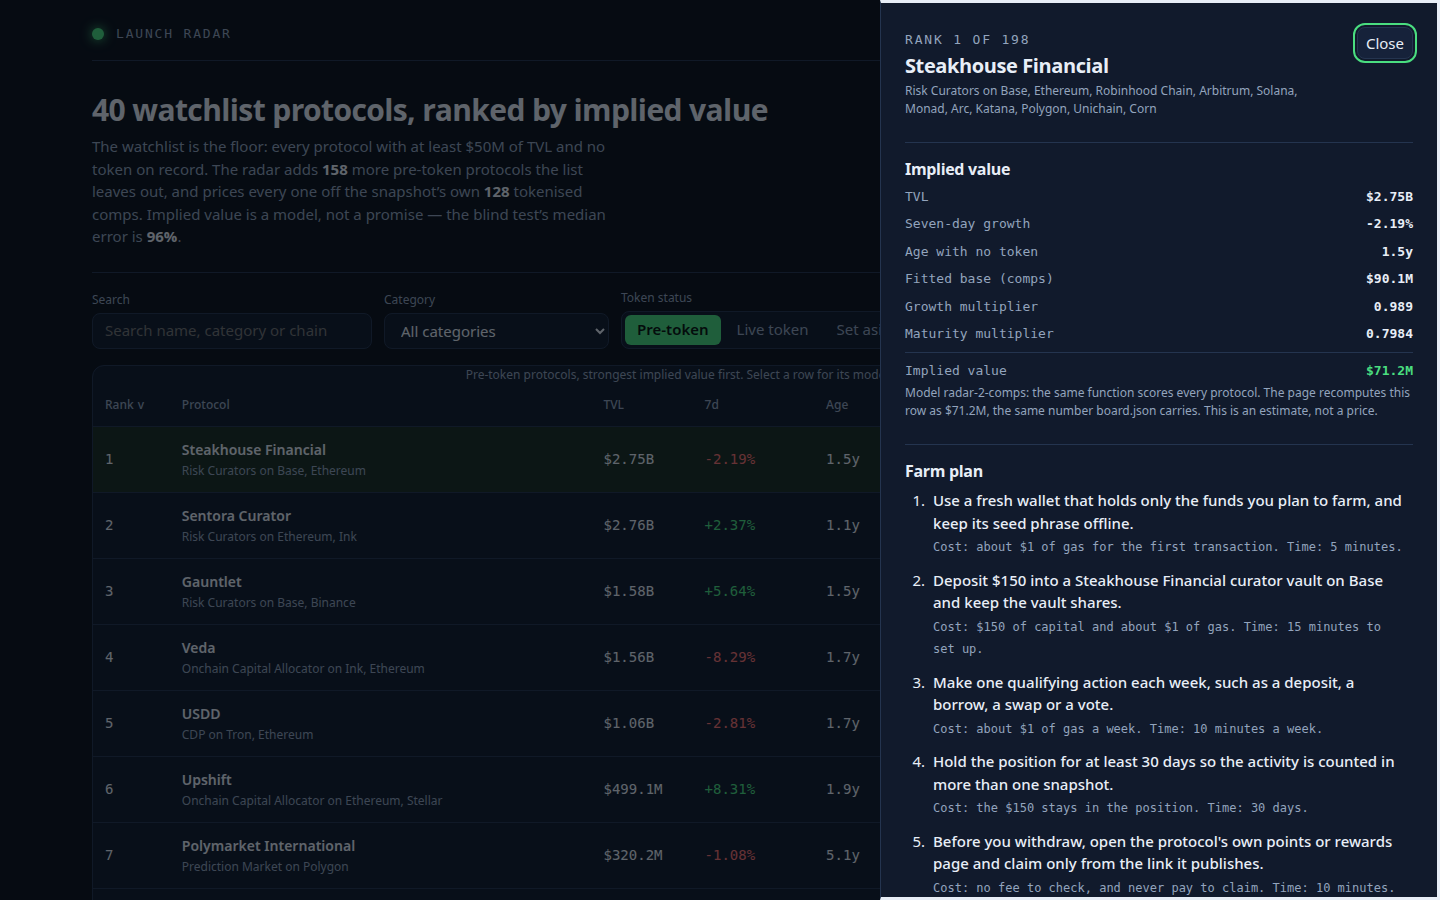 LAUNCH RADAR
40 watchlist protocols, ranked by implied value
The watchlist is the floor: every protocol with at least $50M of TVL and no
token on record. The radar adds 158 more pre-token protocols the list
leaves out, and prices every one off the snapshot's own 128 tokenised
comps. Implied value is a model, not a promise — the blind test's median
error is 96%.
Search
Category
Token status
Search name, category or chain
All categories
Pre-token
Live token
Set as
Pre-token protocols, strongest implied value first. Select a row for its mod
Rank v Protocol TVL 7d Age
1 Steakhouse Financial $2.75B -2.19% 1.5y
Risk Curators on Base, Ethereum
2 Sentora Curator $2.76B +2.37% 1.1y
Risk Curators on Ethereum, Ink
3 Gauntlet $1.58B +5.64% 1.5y
Risk Curators on Base, Binance
4 Veda $1.56B -8.29% 1.7y
Onchain Capital Allocator on Ink, Ethereum
5 USDD $1.06B -2.81% 1.7y
CDP on Tron, Ethereum
6 Upshift $499.1M +8.31% 1.9y
Onchain Capital Allocator on Ethereum, Stellar
7 Polymarket International $320.2M -1.08% 5.1y
Prediction Market on Polygon
RANK 1 OF 198
Close
Steakhouse Financial
Risk Curators on Base, Ethereum, Robinhood Chain, Arbitrum, Solana,
Monad, Arc, Katana, Polygon, Unichain, Corn
Implied value
TVL $2.75B
Seven-day growth -2.19%
Age with no token 1.5y
Fitted base (comps) $90.1M
Growth multiplier 0.989
Maturity multiplier 0.7984
Implied value $71.2M
Model radar-2-comps: the same function scores every protocol. The page recomputes this
row as $71.2M, the same number board.json carries. This is an estimate, not a price.
Farm plan
1. Use a fresh wallet that holds only the funds you plan to farm, and
keep its seed phrase offline.
Cost: about $1 of gas for the first transaction. Time: 5 minutes.
2. Deposit $150 into a Steakhouse Financial curator vault on Base
and keep the vault shares.
Cost: $150 of capital and about $1 of gas. Time: 15 minutes to
set up.
3. Make one qualifying action each week, such as a deposit, a
borrow, a swap or a vote.
Cost: about $1 of gas a week. Time: 10 minutes a week.
4. Hold the position for at least 30 days so the activity is counted in
more than one snapshot.
Cost: the $150 stays in the position. Time: 30 days.
5. Before you withdraw, open the protocol's own points or rewards
page and claim only from the link it publishes.
Cost: no fee to check, and never pay to claim. Time: 10 minutes.